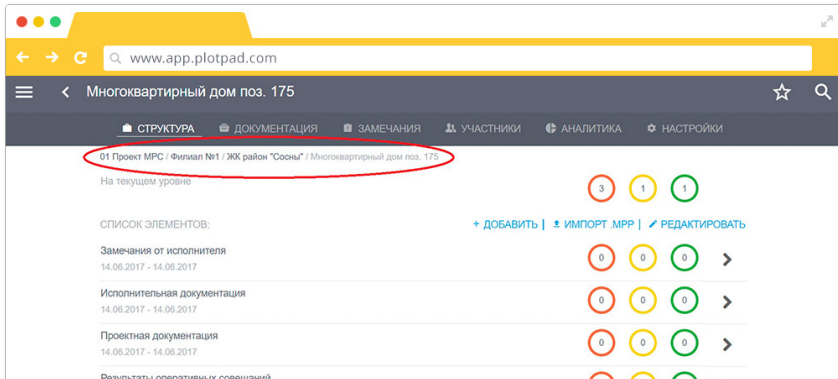 www.app.plotpad.com
Многоквартирный дом поз. 175
СТРУКТУРА ДОКУМЕНТАЦИЯ ЗАМЕЧАНИЯ УЧАСТНИКИ АНАЛИТИКА НАСТРОЙКИ
01 Проект МРС / Филиал №1 / ЖК район "Сосны" / Многоквартирный дом поз. 175
На текущем уровне 3 1 1
СПИСОК ЭЛЕМЕНТОВ: + ДОБАВИТЬ | ИМПОРТ .MPP | РЕДАКТИРОВАТЬ
Замечания от исполнителя 0 0 0
14.06.2017 - 14.06.2017
Исполнительная документация 0 0 0
14.06.2017 - 14.06.2017
Проектная документация 0 0 0
14.06.2017 - 14.06.2017
Результаты оперативных совещаний